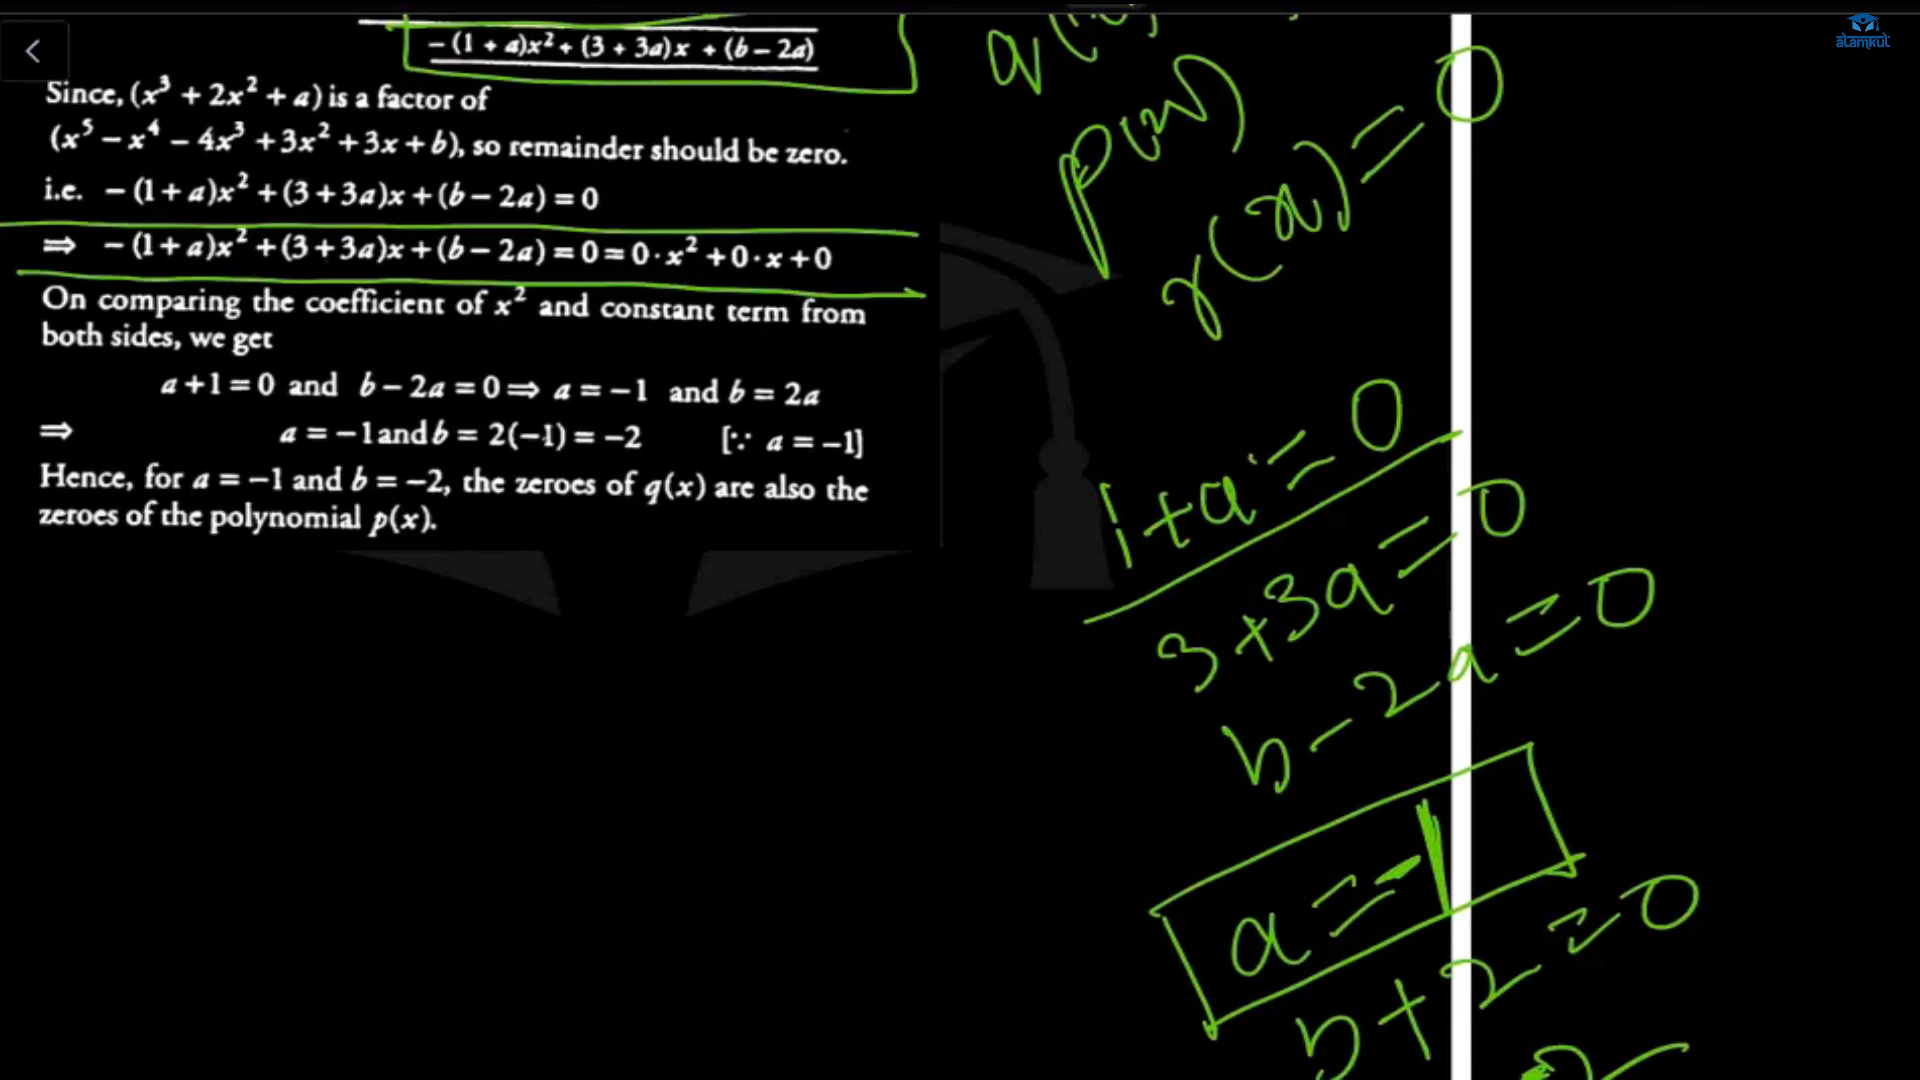 - (1 + a)x² + (3 + 3a)x + (b - 2a)
Since, (x³ + 2x² + a) is a factor of
(x⁵ - x⁴ - 4x³ + 3x² + 3x + b), so remainder should be zero.
i.e. - (1 + a)x² + (3 + 3a)x + (b - 2a) = 0
⇒ - (1 + a)x² + (3 + 3a)x + (b - 2a) = 0 = 0 · x² + 0 · x + 0
On comparing the coefficient of x² and constant term from
both sides, we get
a + 1 = 0 and b - 2a = 0 ⇒ a = -1 and b = 2a
⇒ a = -1 and b = 2(-1) = -2 [∵ a = -1]
Hence, for a = -1 and b = -2, the zeroes of q(x) are also the
zeroes of the polynomial p(x).
alamkul
p(x)
r(x) = 0
1 + a = 0
3 + 3a = 0
b - 2a = 0
a = -1
b + 2 = 0